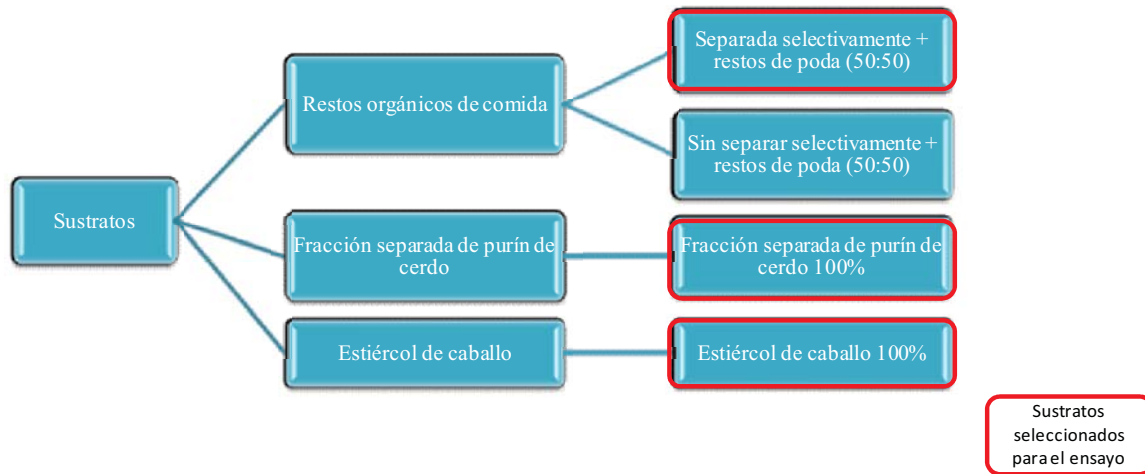 Separada selectivamente +
restos de poda (50:50)
Restos orgánicos de comida
Sin separar selectivamente +
restos de poda (50:50)
Sustratos
Fracción separada de purín de
cerdo
Fracción separada de purín de
cerdo 100%
Estiércol de caballo
Estiércol de caballo 100%
Sustratos
seleccionados
para el ensayo